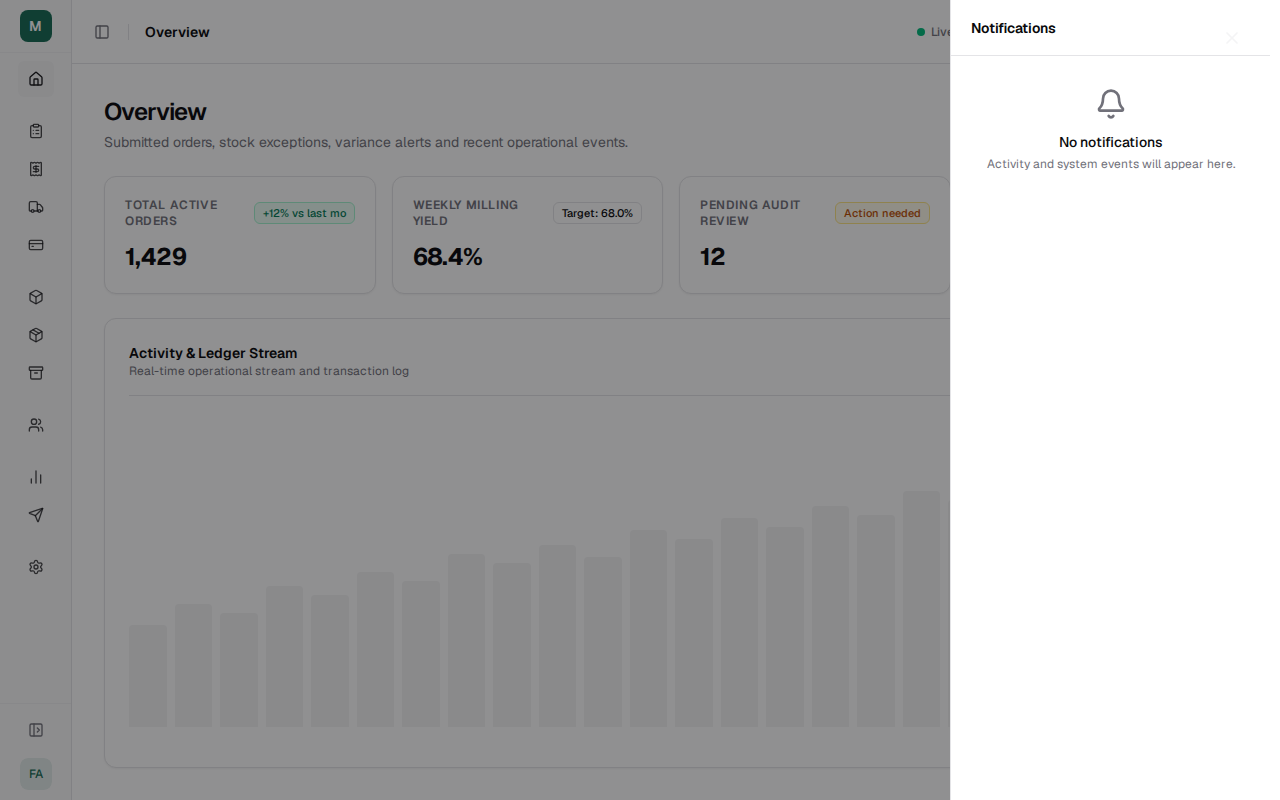 M
Overview
Live
Notifications
No notifications
Activity and system events will appear here.
Overview
Submitted orders, stock exceptions, variance alerts and recent operational events.
TOTAL ACTIVE
ORDERS
+12% vs last mo
1,429
WEEKLY MILLING
YIELD
Target: 68.0%
68.4%
PENDING AUDIT
REVIEW
Action needed
12
Activity & Ledger Stream
Real-time operational stream and transaction log
FA